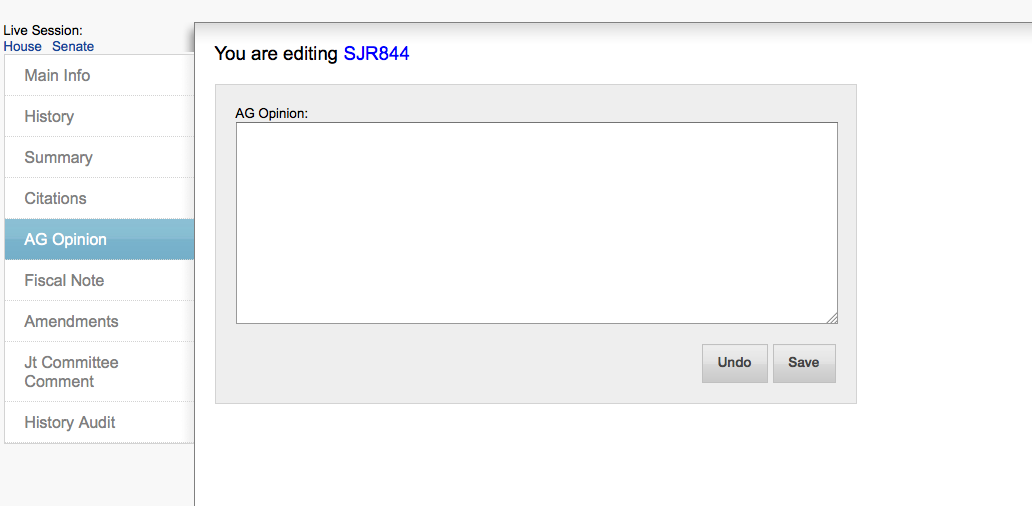 Live Session:
House Senate
You are editing SJR844
Main Info
History
Summary
Citations
AG Opinion
Fiscal Note
Amendments
Jt Committee
Comment
History Audit
AG Opinion:
Undo Save